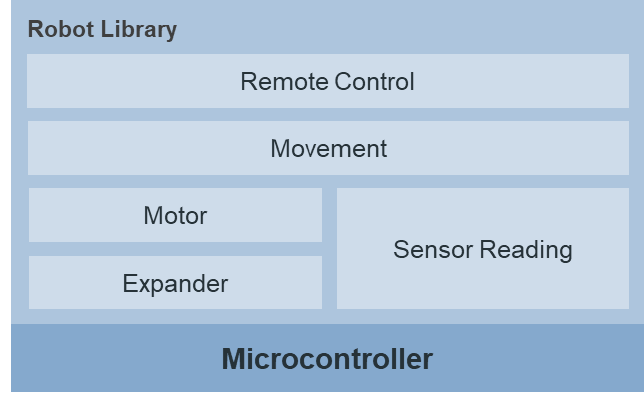 Robot Library
Remote Control
Movement
Motor
Sensor Reading
Expander
Microcontroller